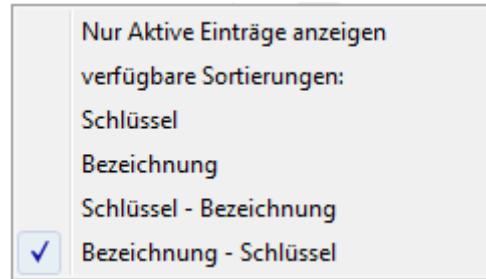 Nur Aktive Einträge anzeigen
verfügbare Sortierungen:
Schlüssel
Bezeichnung
Schlüssel - Bezeichnung
Bezeichnung - Schlüssel